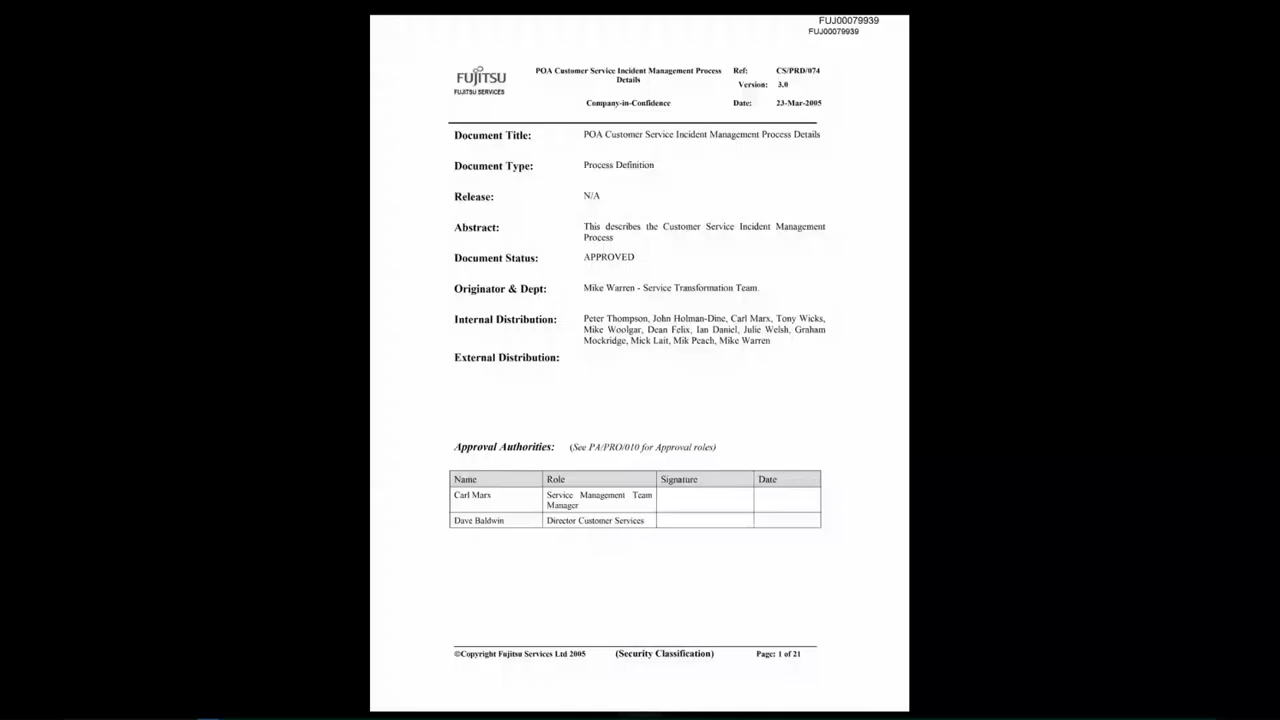 FUJ00079939
FUJ00079939
FUJITSU
FUJITSU SERVICES
POA Customer Service Incident Management Process
Details
Company-in-Confidence
Ref: CS/PRD/074
Version: 3.0
Date: 23-Mar-2005
Document Title: POA Customer Service Incident Management Process Details
Document Type: Process Definition
Release: N/A
Abstract: This describes the Customer Service Incident Management
Process
Document Status: APPROVED
Originator & Dept: Mike Warren - Service Transformation Team.
Internal Distribution: Peter Thompson, John Holman-Dine, Carl Marx, Tony Wicks,
Mike Woolgar, Dean Felix, Ian Daniel, Julie Welsh, Graham
Mockridge, Mick Lait, Mik Peach, Mike Warren
External Distribution:
Approval Authorities: (See PA/PRO/010 for Approval roles)
Name Role Signature Date
Carl Marx Service Management Team
Manager
Dave Baldwin Director Customer Services
©Copyright Fujitsu Services Ltd 2005 (Security Classification) Page: 1 of 21